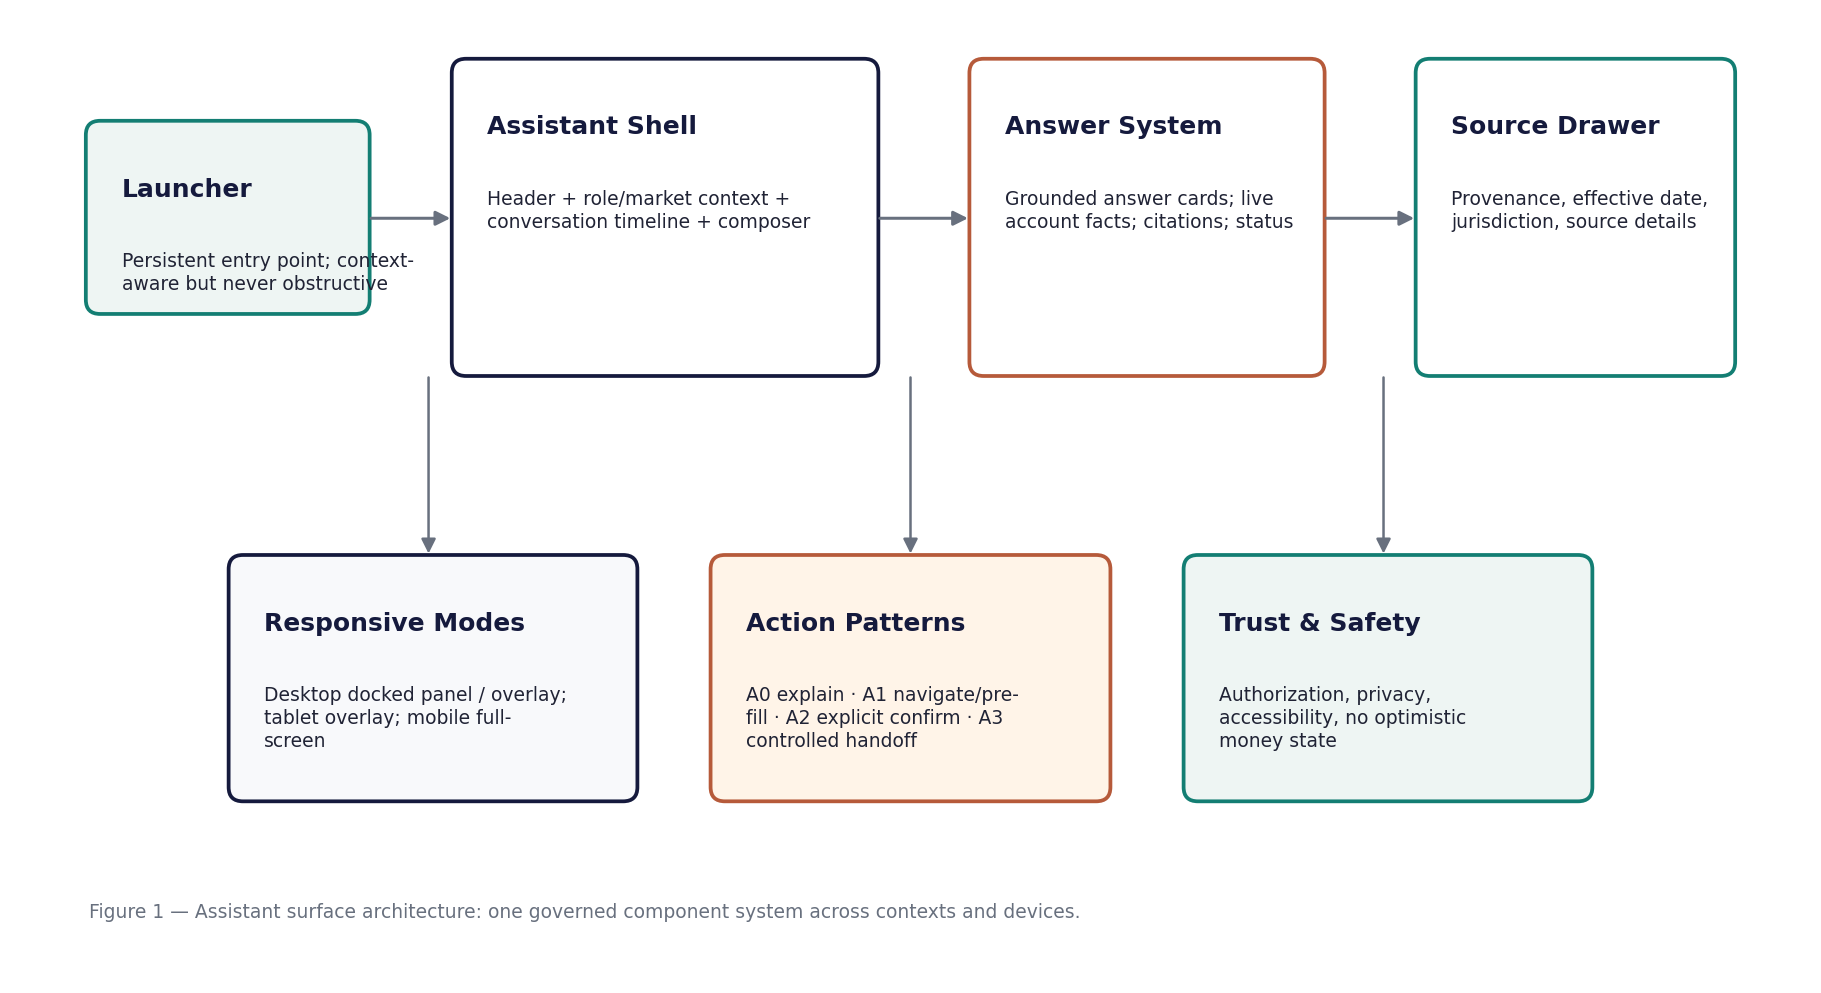 Launcher
Persistent entry point; context-
aware but never obstructive
Assistant Shell
Header + role/market context +
conversation timeline + composer
Answer System
Grounded answer cards; live
account facts; citations; status
Source Drawer
Provenance, effective date,
jurisdiction, source details
Responsive Modes
Desktop docked panel / overlay;
tablet overlay; mobile full-
screen
Action Patterns
A0 explain · A1 navigate/pre-
fill · A2 explicit confirm · A3
controlled handoff
Trust & Safety
Authorization, privacy,
accessibility, no optimistic
money state
Figure 1 — Assistant surface architecture: one governed component system across contexts and devices.